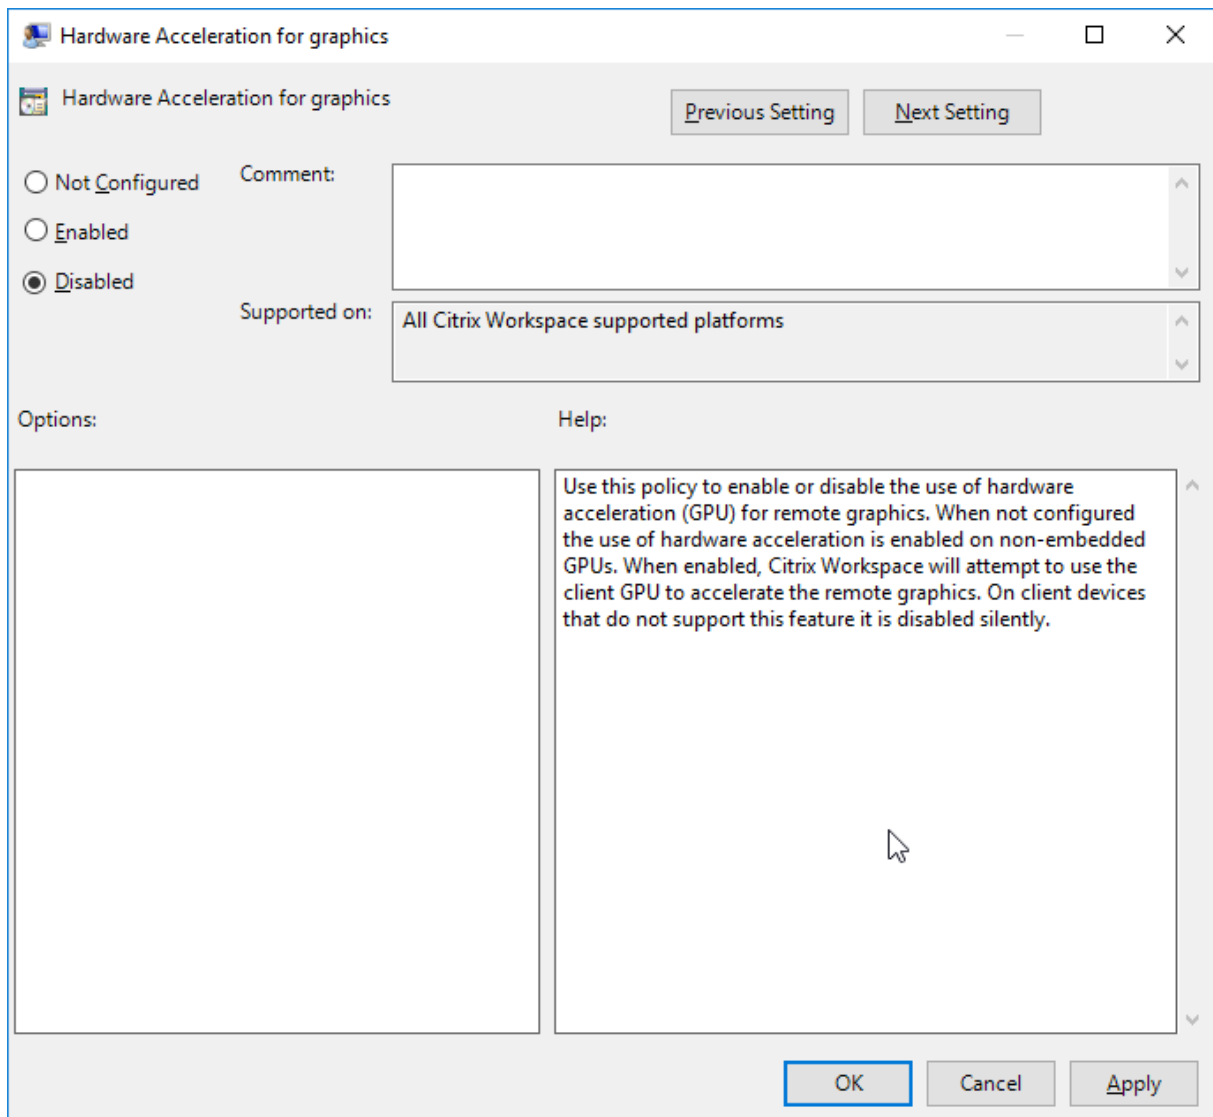 Hardware Acceleration for graphics
Hardware Acceleration for graphics
Previous Setting
Next Setting
Not Configured
Comment:
Enabled
Disabled
Supported on:
All Citrix Workspace supported platforms
Options:
Help:
Use this policy to enable or disable the use of hardware
acceleration (GPU) for remote graphics. When not configured
the use of hardware acceleration is enabled on non-embedded
GPUs. When enabled, Citrix Workspace will attempt to use the
client GPU to accelerate the remote graphics. On client devices
that do not support this feature it is disabled silently.
OK
Cancel
Apply